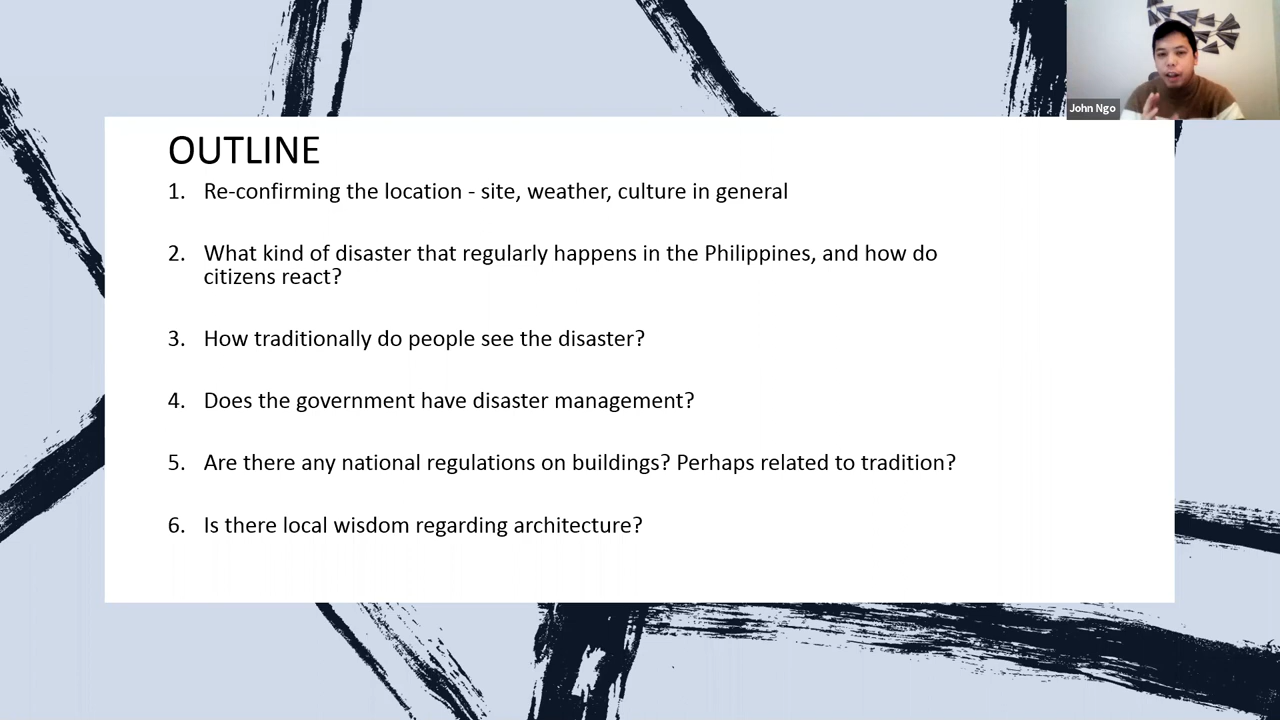 John Ngo
OUTLINE
1. Re-confirming the location - site, weather, culture in general
2. What kind of disaster that regularly happens in the Philippines, and how do
citizens react?
3. How traditionally do people see the disaster?
4. Does the government have disaster management?
5. Are there any national regulations on buildings? Perhaps related to tradition?
6. Is there local wisdom regarding architecture?